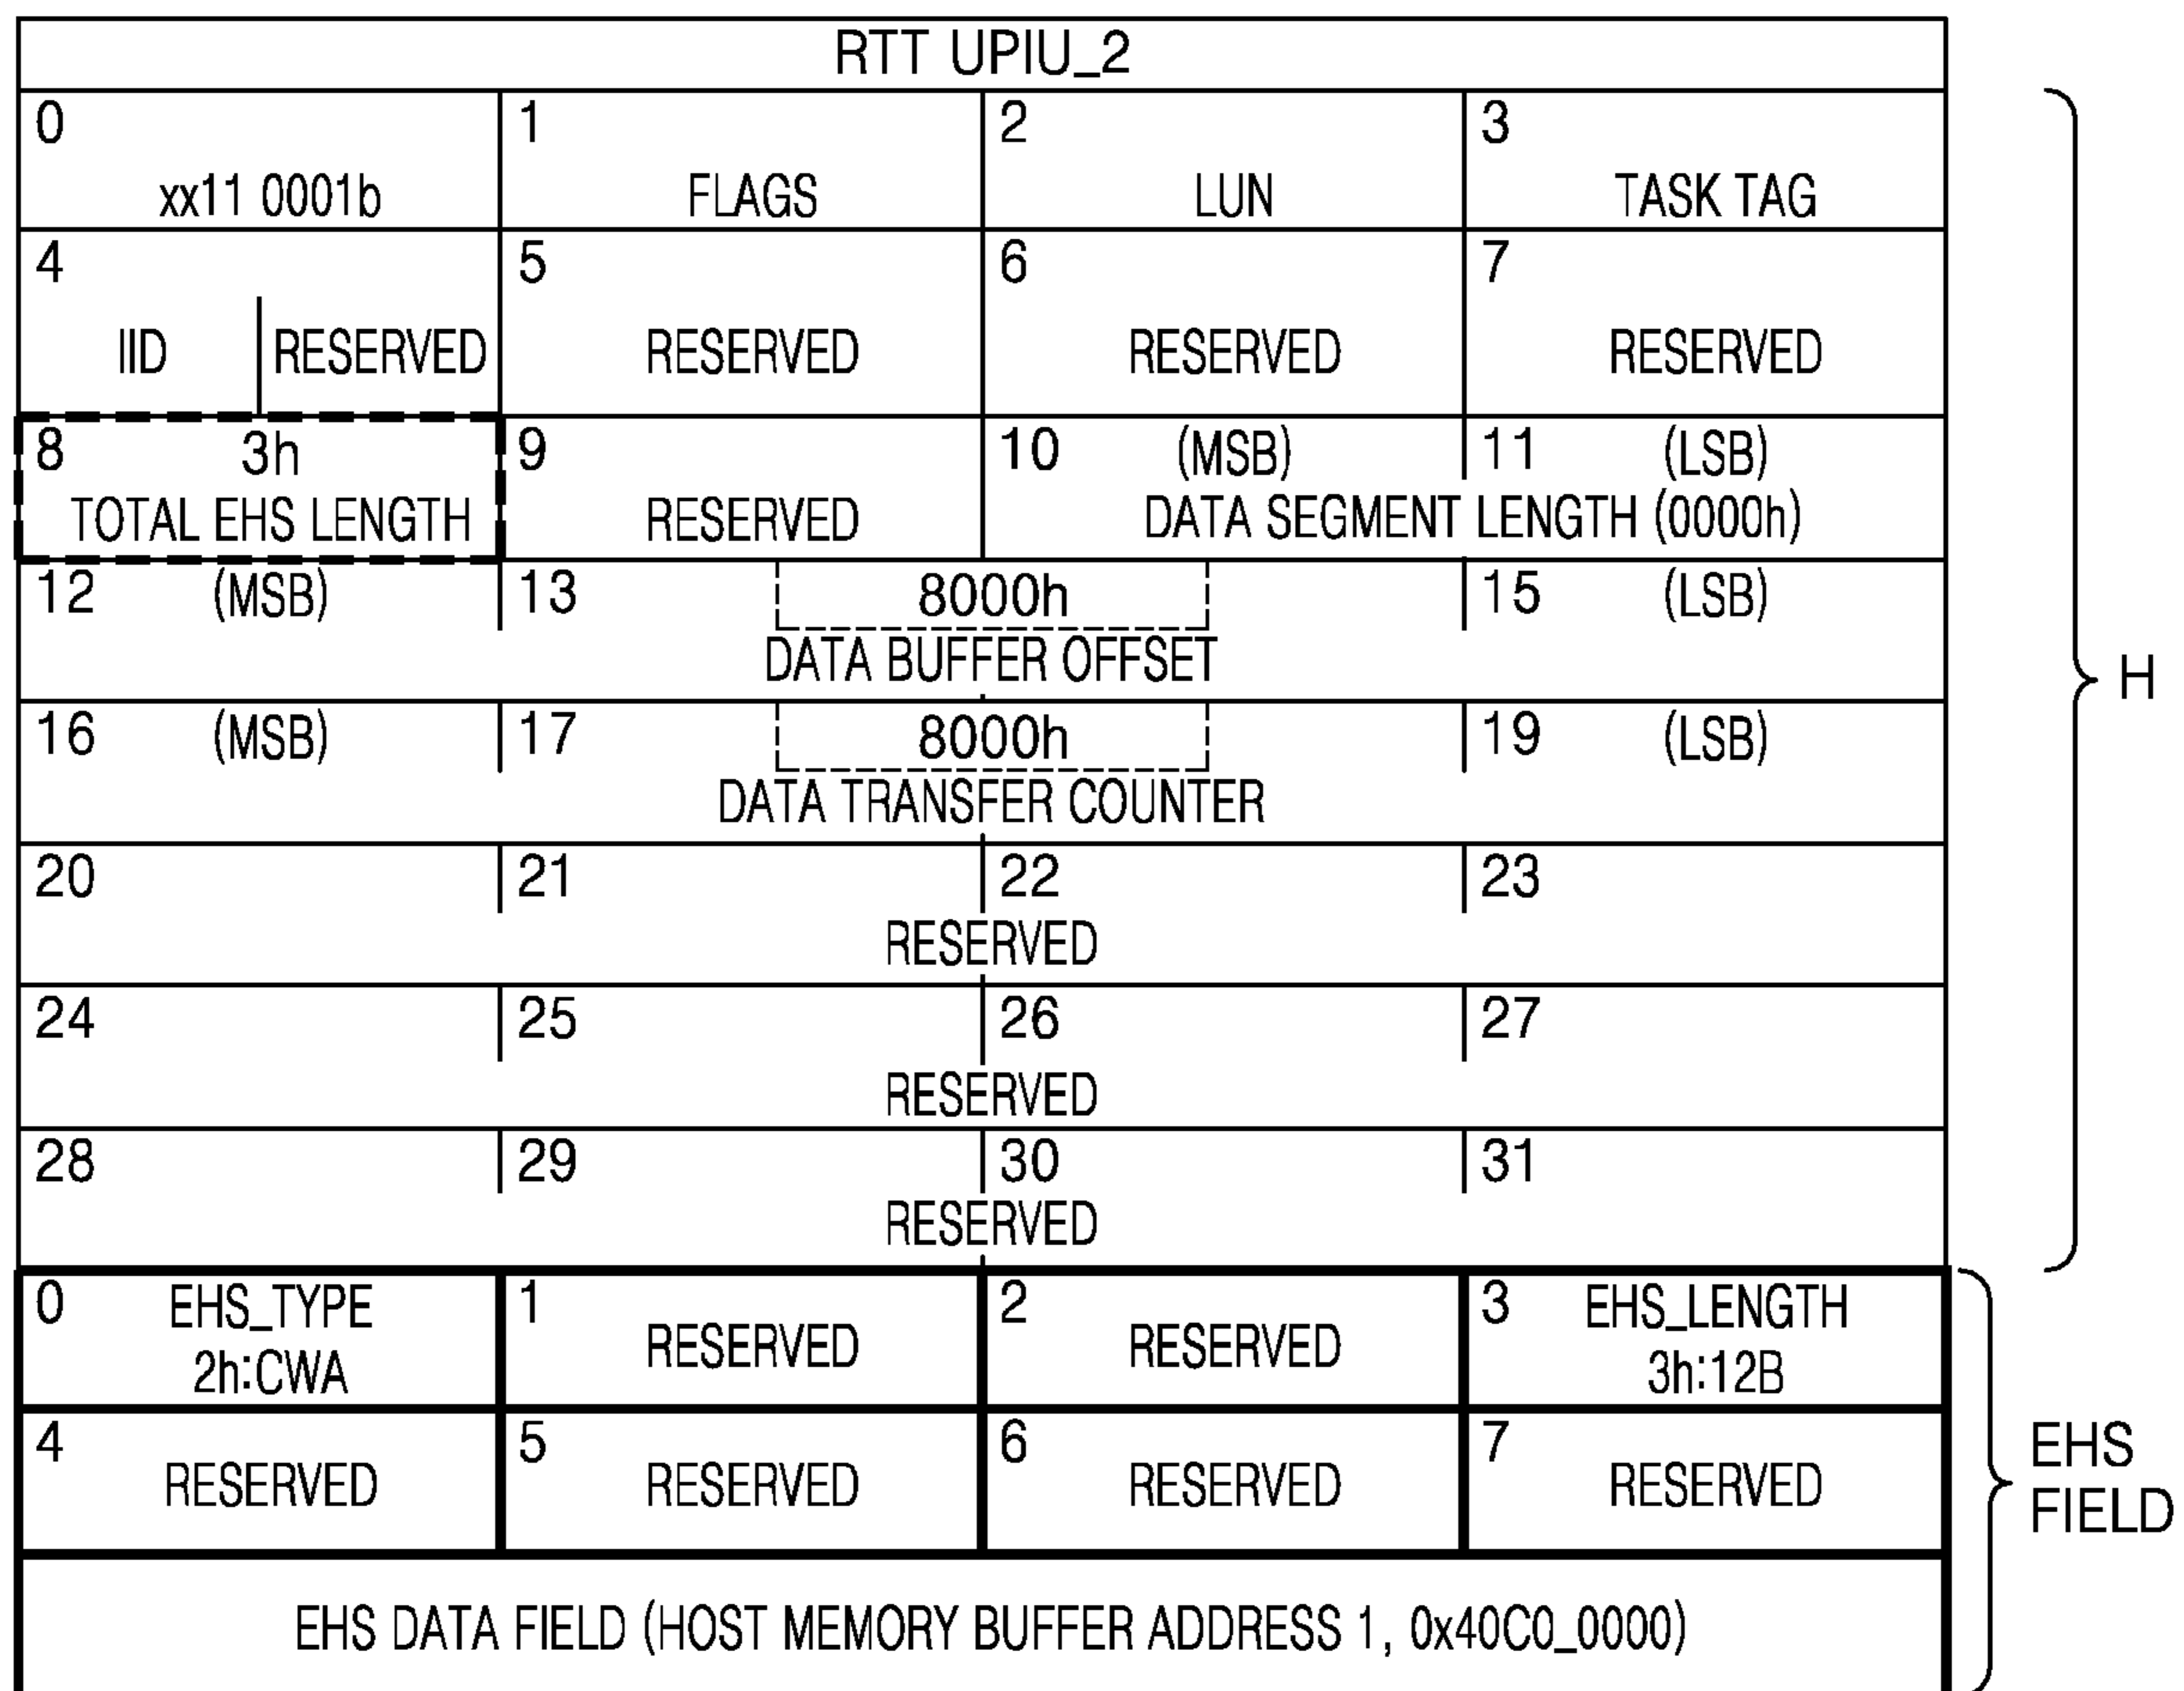 RTT UPIU_2
0 1 2 3
xx11 0001b FLAGS LUN TASK TAG
4 5 6 7
IID RESERVED RESERVED RESERVED RESERVED
8 3h 9 10 (MSB) 11 (LSB)
TOTAL EHS LENGTH RESERVED DATA SEGMENT LENGTH (0000h)
12 (MSB) 13 8000h 15 (LSB)
DATA BUFFER OFFSET
H
16 (MSB) 17 8000h 19 (LSB)
DATA TRANSFER COUNTER
20 21 22 23
RESERVED
24 25 26 27
RESERVED
28 29 30 31
RESERVED
0 EHS_TYPE 1 2 3 EHS_LENGTH
2h:CWA RESERVED RESERVED 3h:12B
4 5 6 7
RESERVED RESERVED RESERVED RESERVED
EHS
FIELD
EHS DATA FIELD (HOST MEMORY BUFFER ADDRESS 1, 0x40C0_0000)